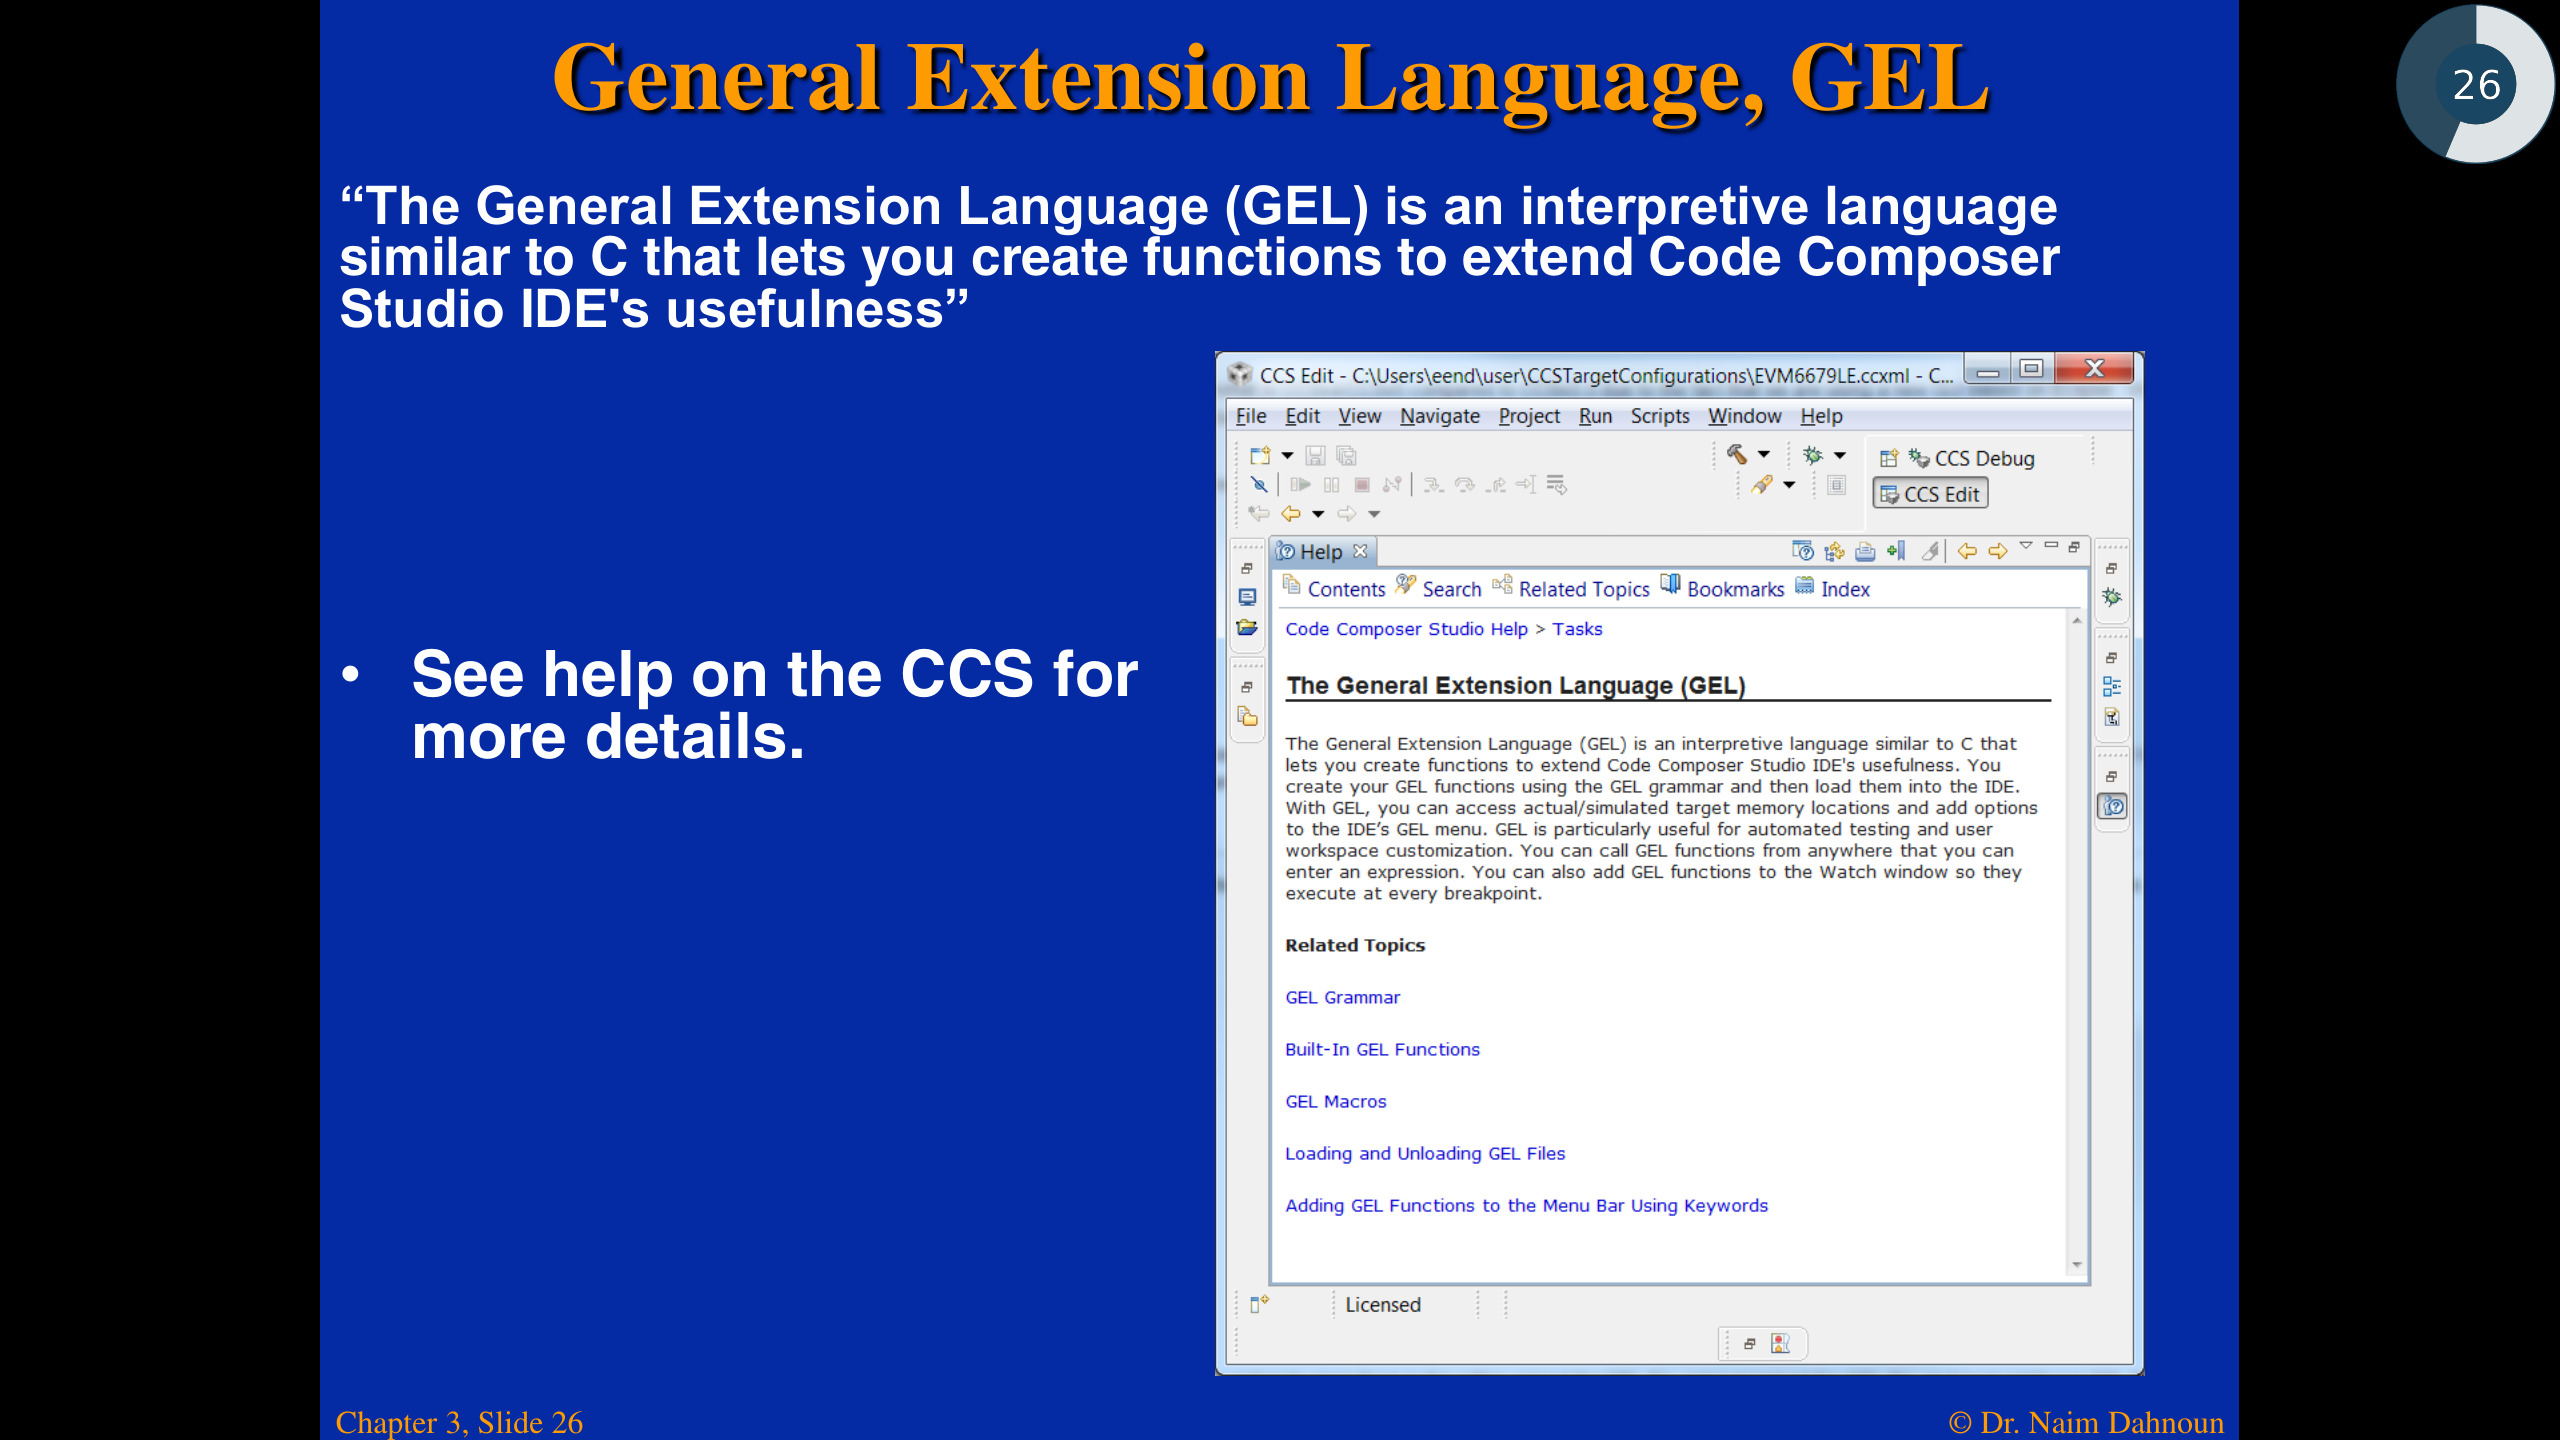 General Extension Language, GEL
26
“The General Extension Language (GEL) is an interpretive language
similar to C that lets you create functions to extend Code Composer
Studio IDE's usefulness”
• See help on the CCS for
more details.
CCS Edit - C:\Users\eend\user\CCSTargetConfigurations\EVM6679LE.ccxml - C...
File Edit View Navigate Project Run Scripts Window Help
CCS Debug
CCS Edit
Help
Contents Search Related Topics Bookmarks Index
Code Composer Studio Help > Tasks
The General Extension Language (GEL)
The General Extension Language (GEL) is an interpretive language similar to C that
lets you create functions to extend Code Composer Studio IDE's usefulness. You
create your GEL functions using the GEL grammar and then load them into the IDE.
With GEL, you can access actual/simulated target memory locations and add options
to the IDE’s GEL menu. GEL is particularly useful for automated testing and user
workspace customization. You can call GEL functions from anywhere that you can
enter an expression. You can also add GEL functions to the Watch window so they
execute at every breakpoint.
Related Topics
GEL Grammar
Built-In GEL Functions
GEL Macros
Loading and Unloading GEL Files
Adding GEL Functions to the Menu Bar Using Keywords
Licensed
Chapter 3, Slide 26
© Dr. Naim Dahnoun